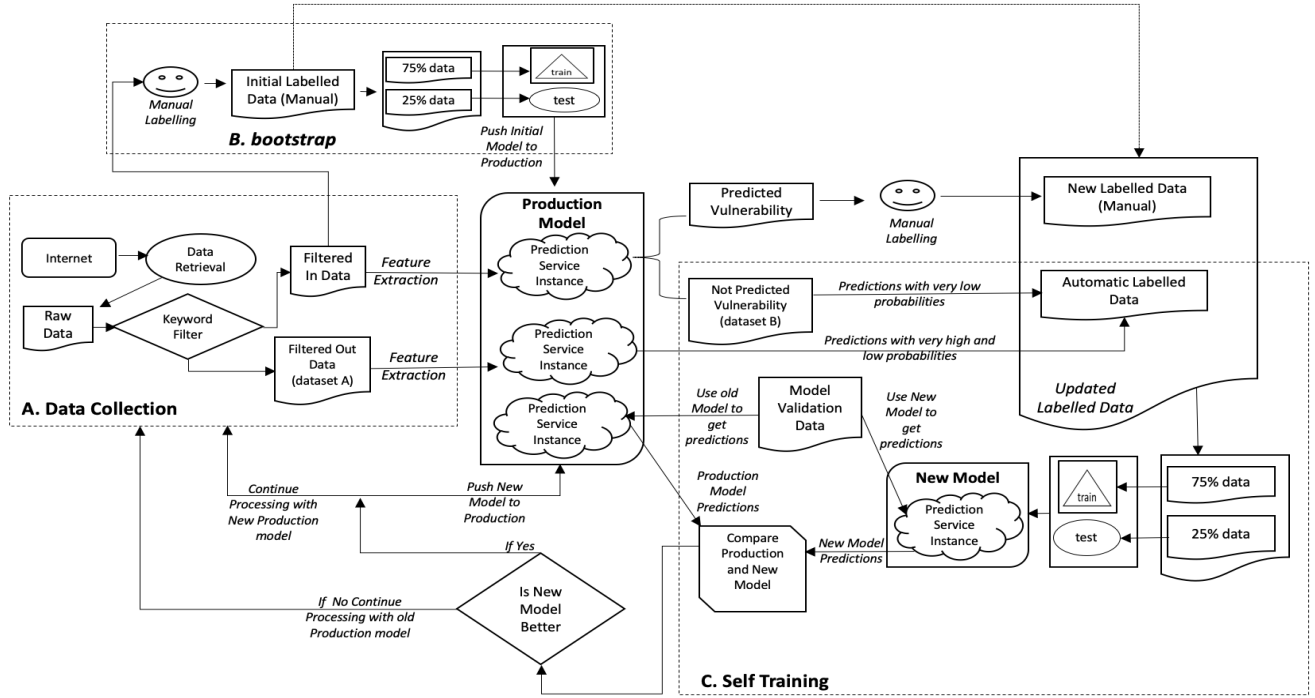 Manual
Labelling
Initial Labelled
Data (Manual)
75% data
25% data
train
test
B. bootstrap
Push Initial
Model to
Production
Internet
Data
Retrieval
Raw
Data
Keyword
Filter
Filtered
In Data
Filtered Out
Data
(dataset A)
Feature
Extraction
Feature
Extraction
A. Data Collection
Production
Model
Prediction
Service
Instance
Prediction
Service
Instance
Prediction
Service
Instance
Predicted
Vulnerability
Manual
Labelling
New Labelled Data
(Manual)
Not Predicted
Vulnerability
(dataset B)
Predictions with very low
probabilities
Automatic Labelled
Data
Predictions with very high and
low probabilities
Updated
Labelled Data
Use old
Model to
get
predictions
Model
Validation
Data
Use New
Model to
get
predictions
Production
Model
Predictions
New Model
Prediction
Service
Instance
train
test
75% data
25% data
Compare
Production
and New
Model
New Model
Predictions
Continue
Processing with
New Production
model
Push New
Model to
Production
If Yes
If No Continue
Processing with old
Production model
Is New
Model
Better
C. Self Training